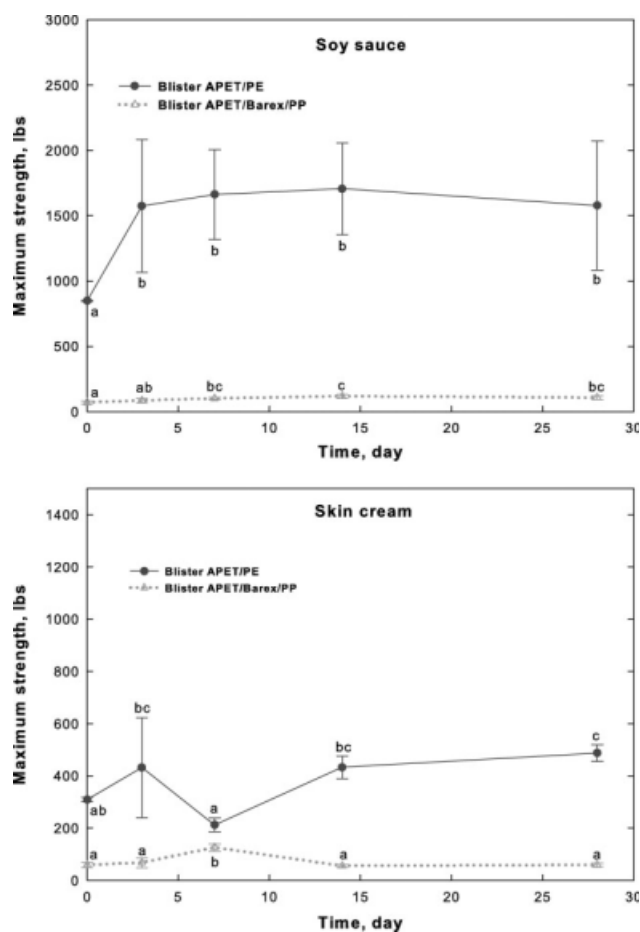 Soy sauce
Blister APET/PE
Blister APET/Barex/PP
Maximum strength, lbs
3000
2500
2000
1500
1000
500
0
a
b
b
b
b
a
ab
bc
c
bc
0 5 10 15 20 25 30
Time, day
Skin cream
Blister APET/PE
Blister APET/Barex/PP
Maximum strength, lbs
1400
1200
1000
800
600
400
200
0
ab
bc
a
bc
c
a
a
b
a
a
0 5 10 15 20 25 30
Time, day